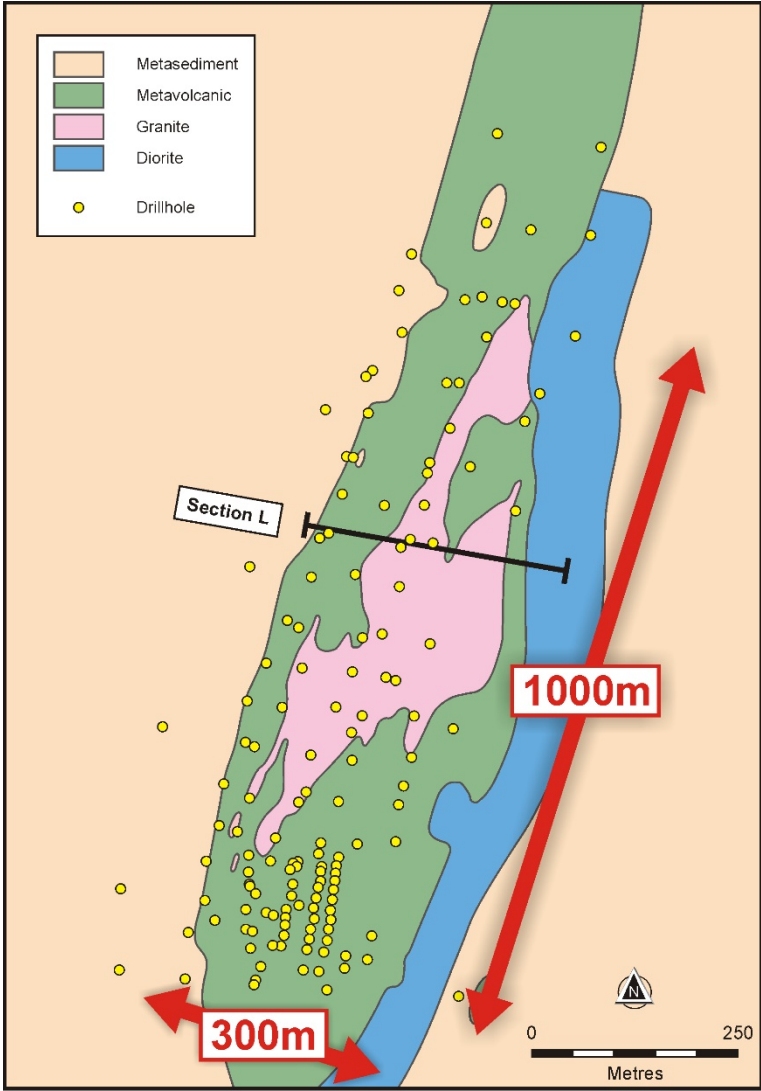 Metasediment
Metavolcanic
Granite
Diorite
Drillhole
Section L
1000m
300m
N
0 250
Metres